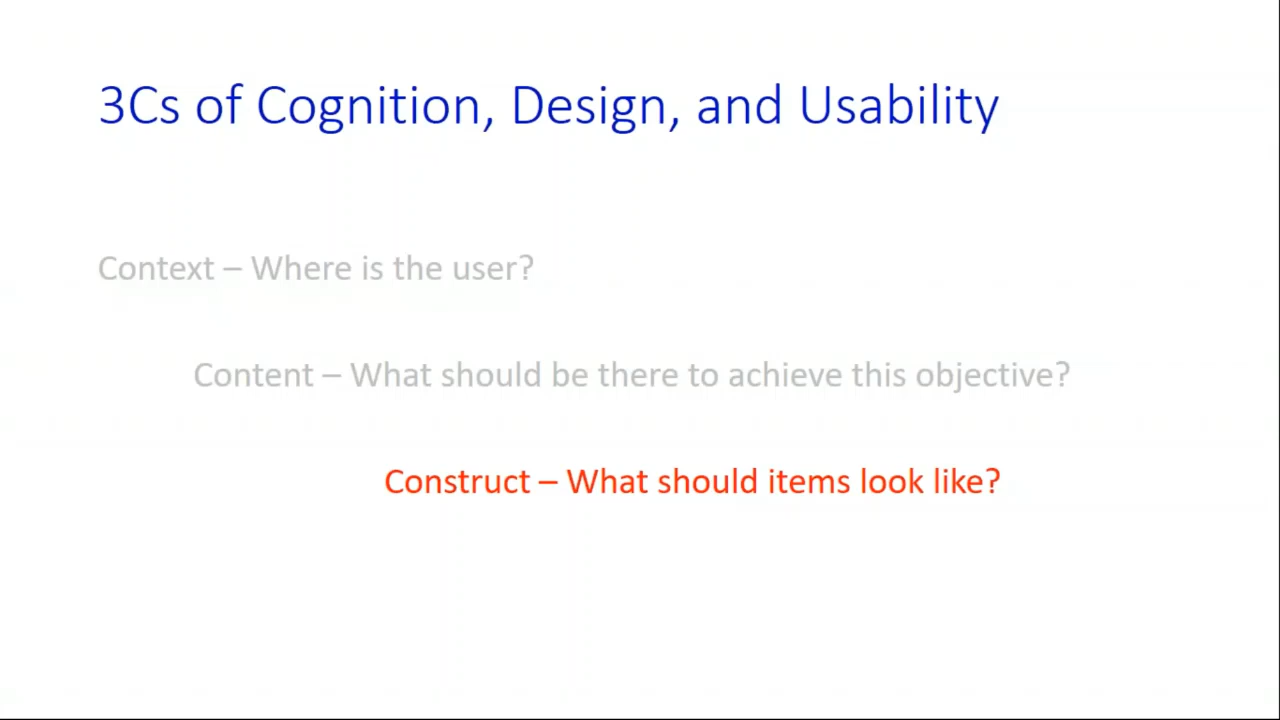 3Cs of Cognition, Design, and Usability
Context – Where is the user?
Content – What should be there to achieve this objective?
Construct – What should items look like?